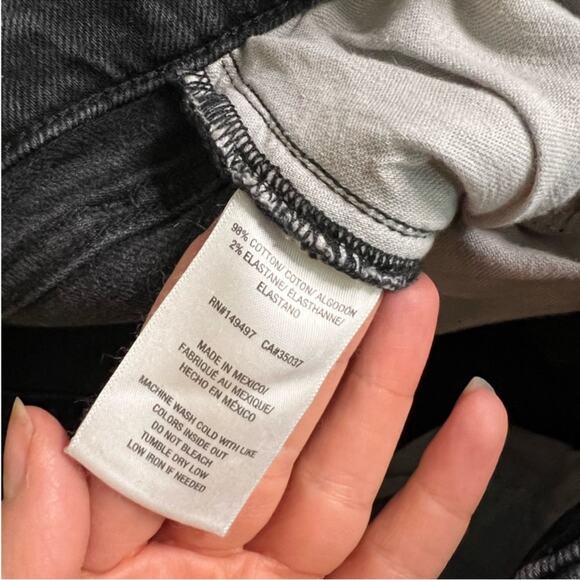 98% COTTON/ COTON/ ALGODON
2% ELASTANE/ ELASTHANNE/
ELASTANO
RN#149497 CA#35037
MADE IN MEXICO/
FABRIQUÉ AU MEXIQUE/
HECHO EN MÉXICO
MACHINE WASH COLD WITH LIKE
COLORS INSIDE OUT
DO NOT BLEACH
TUMBLE DRY LOW
LOW IRON IF NEEDED